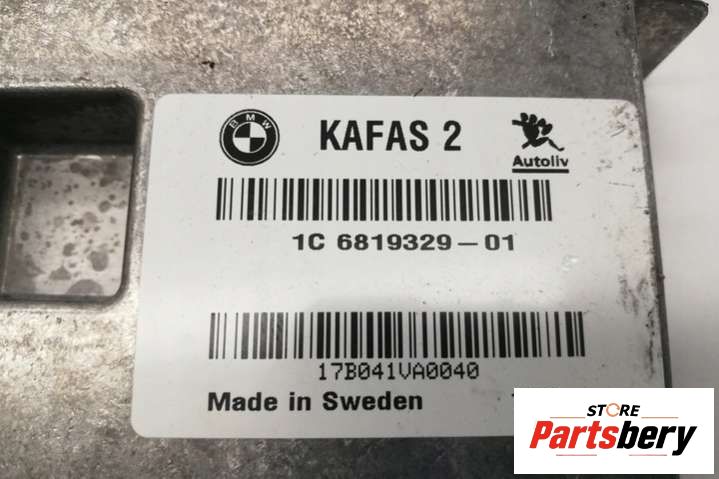 BMW
KAFAS 2
Autoliv
1C 6819329-01
17B041VA0040
Made in Sweden
STORE
Partsbery